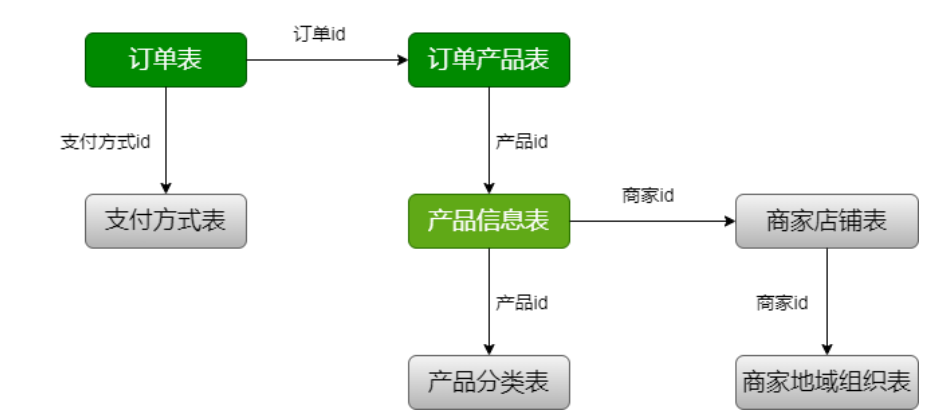 订单id
订单表
订单产品表
支付方式id
产品id
商家id
支付方式表
产品信息表
商家店铺表
产品id
商家id
产品分类表
商家地域组织表